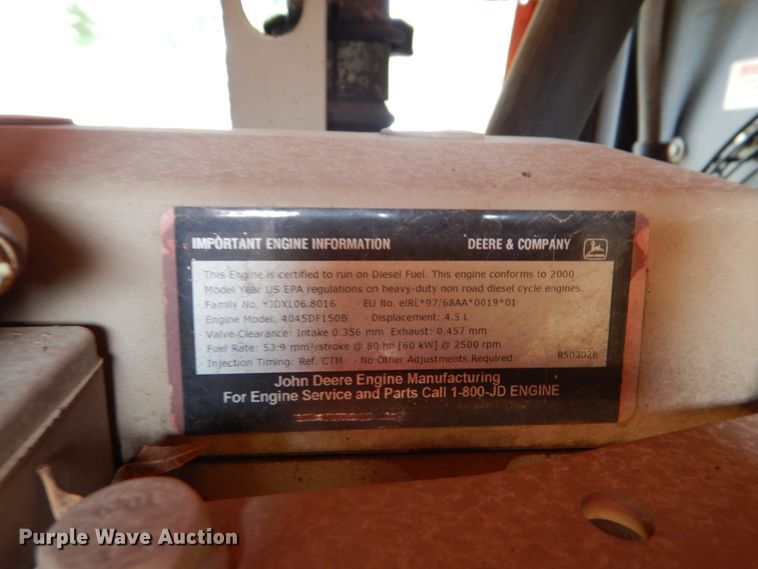 IMPORTANT ENGINE INFORMATION DEERE & COMPANY
This Engine is certified to run on Diesel Fuel. This engine conforms to 2000
Model Year US EPA regulations on heavy-duty non road diesel cycle engines.
· Family No. YJDXL06.8016 · EU No. eIRL*97/68AA*0019*01
· Engine Model: 4045DF150B · Displacement: 4.5 L
· Valve Clearance: Intake 0.356 mm Exhaust: 0.457 mm
· Fuel Rate: 53.9 mm³/stroke @ 80 hp [60 kW] @ 2500 rpm
· Injection Timing: Ref. CTM · No Other Adjustments Required. R503026
John Deere Engine Manufacturing
For Engine Service and Parts Call 1-800-JD ENGINE
Purple Wave Auction®